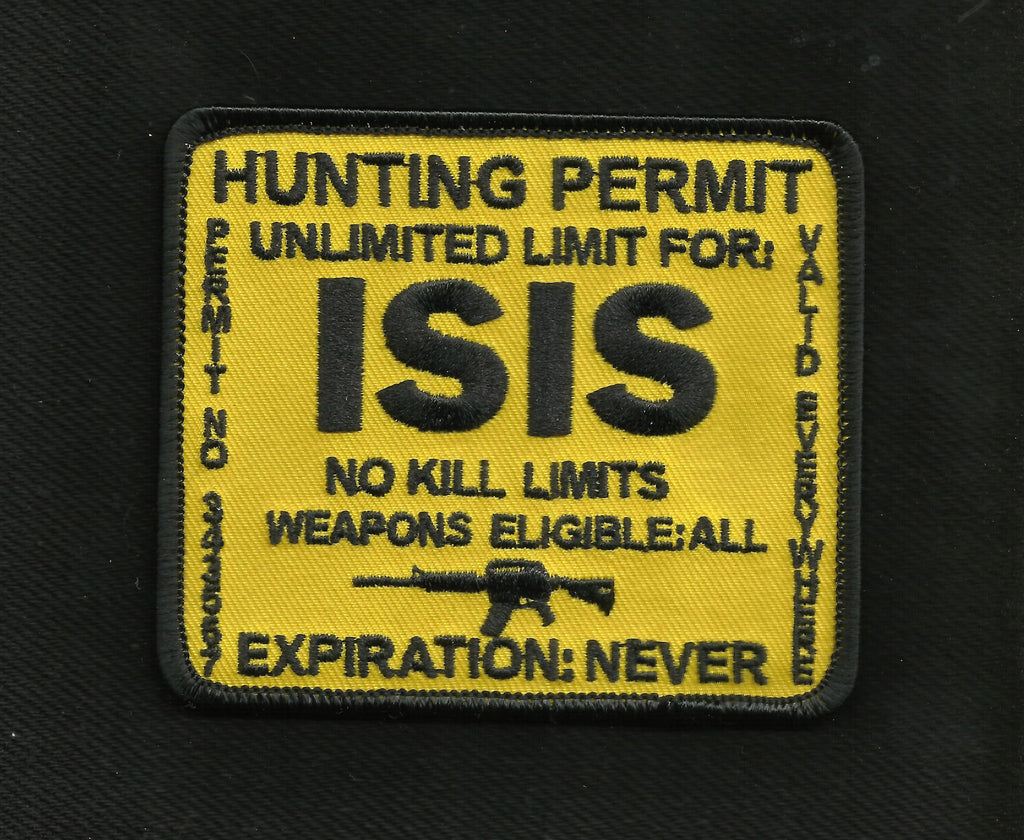 HUNTING PERMIT
UNLIMITED LIMIT FOR:
ISIS
NO KILL LIMITS
WEAPONS ELIGIBLE:ALL
EXPIRATION: NEVER
PERMIT NO
VALID EVERYWHERE